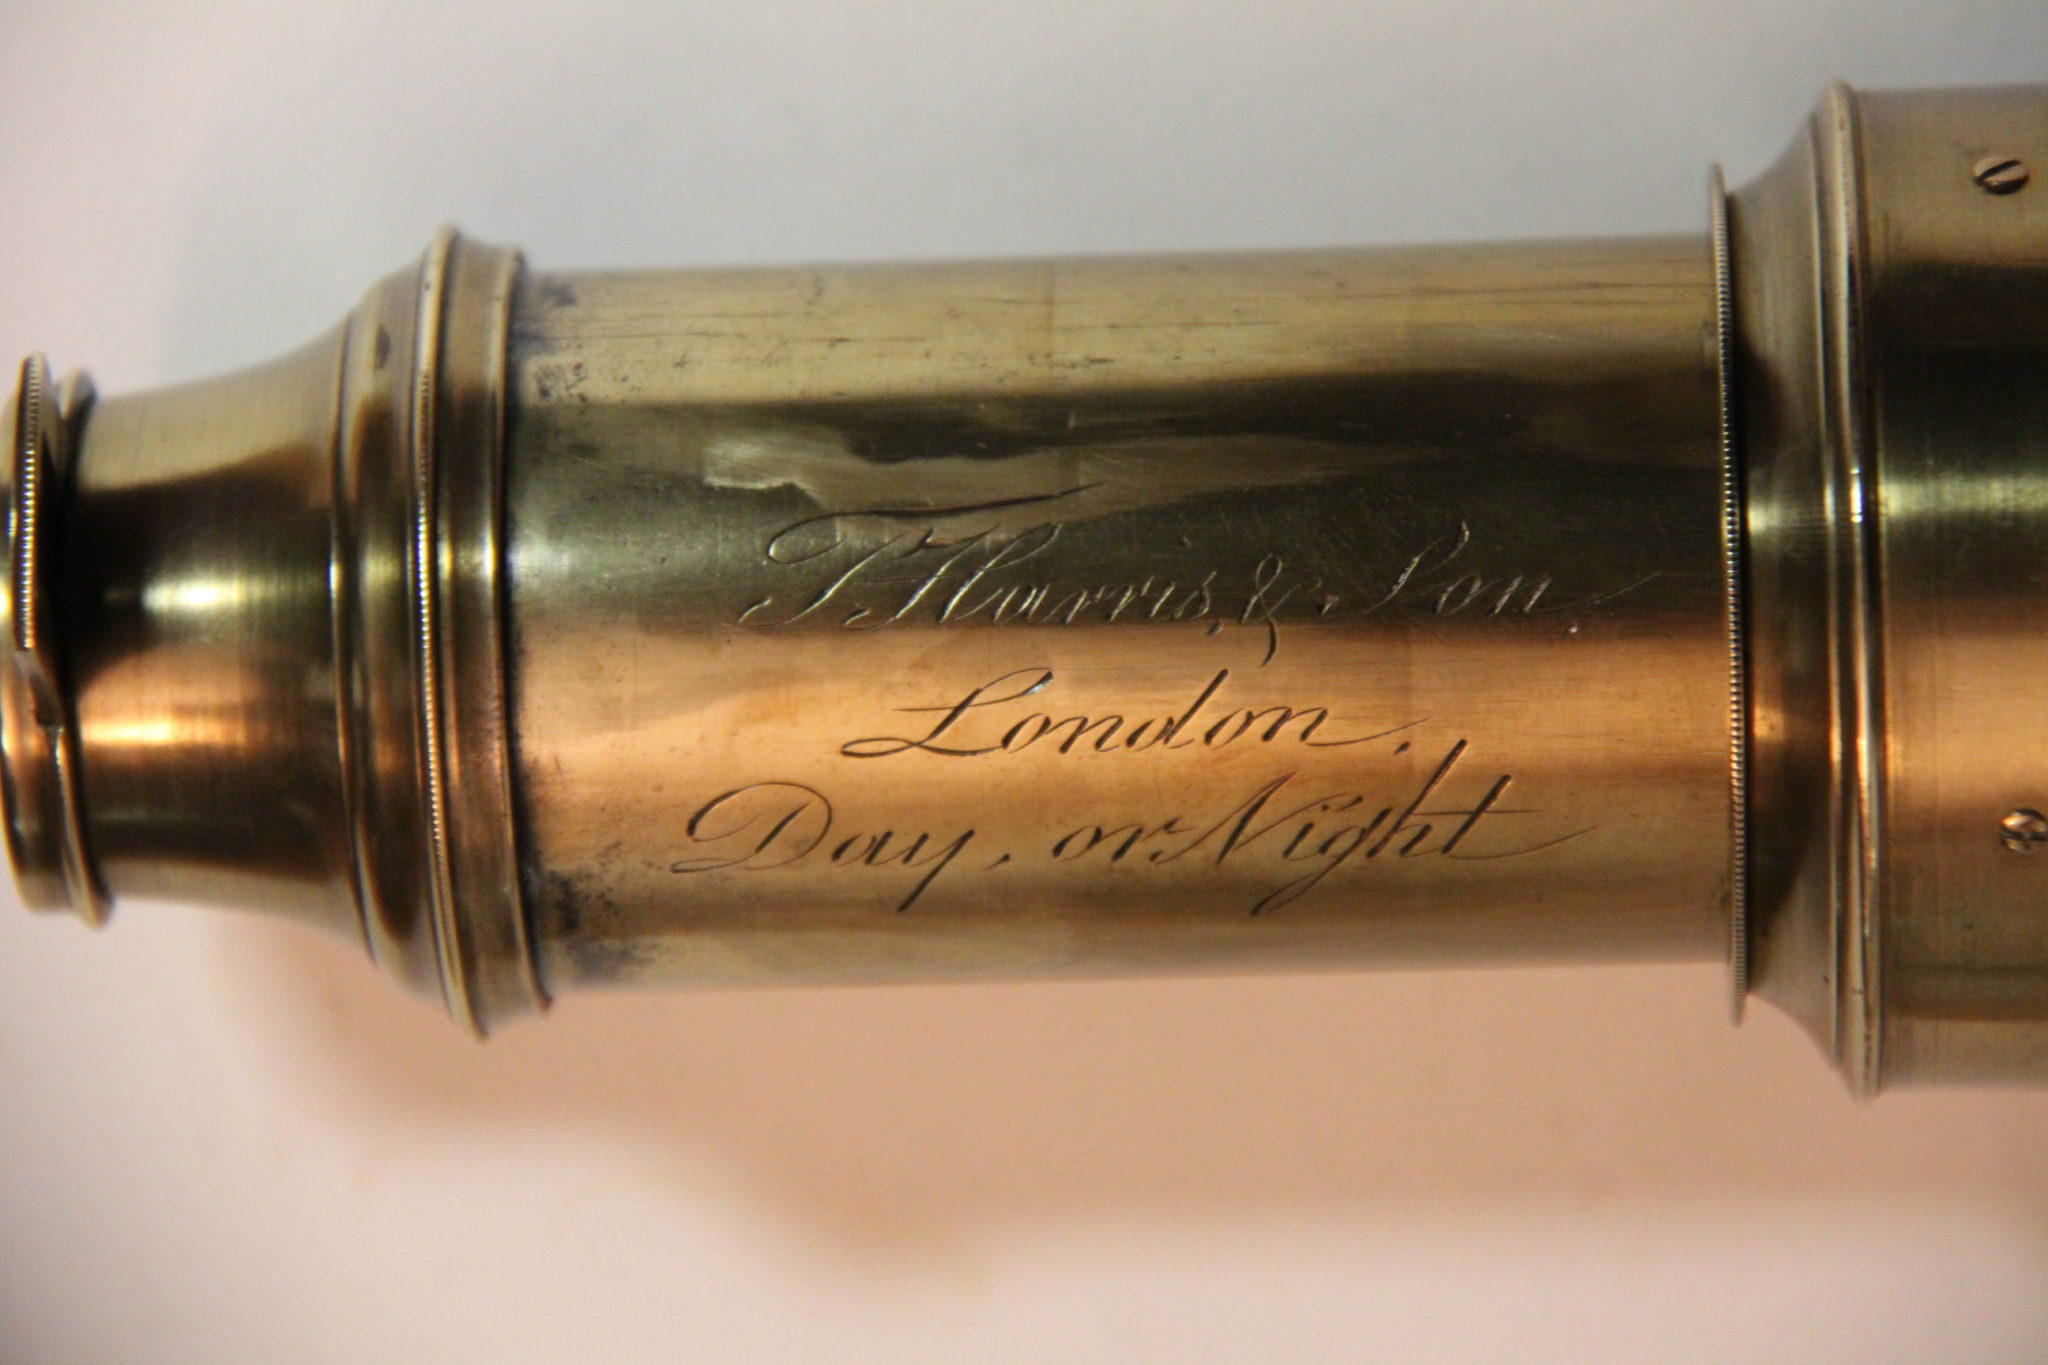 T. Harris, & Son,
London,
Day, or Night